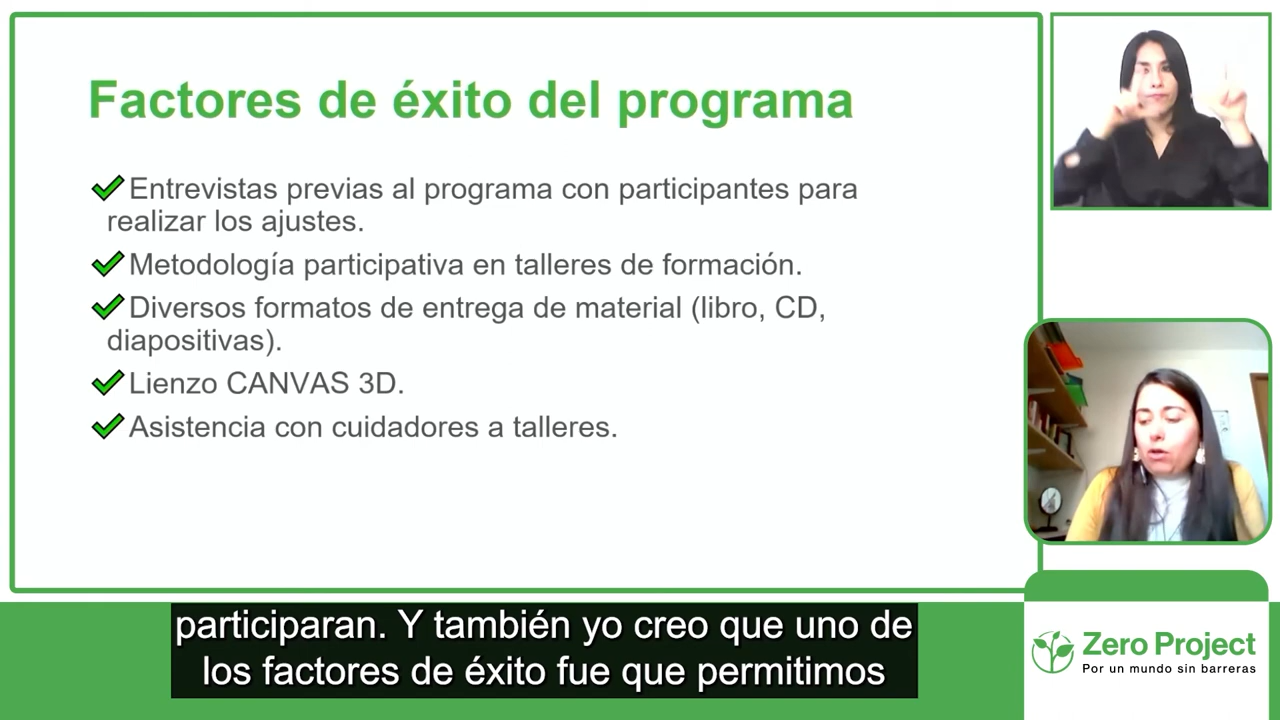 Factores de éxito del programa
Entrevistas previas al programa con participantes para
realizar los ajustes.
Metodología participativa en talleres de formación.
Diversos formatos de entrega de material (libro, CD,
diapositivas).
Lienzo CANVAS 3D.
Asistencia con cuidadores a talleres.
participaran. Y también yo creo que uno de
los factores de éxito fue que permitimos
Zero Project
Por un mundo sin barreras